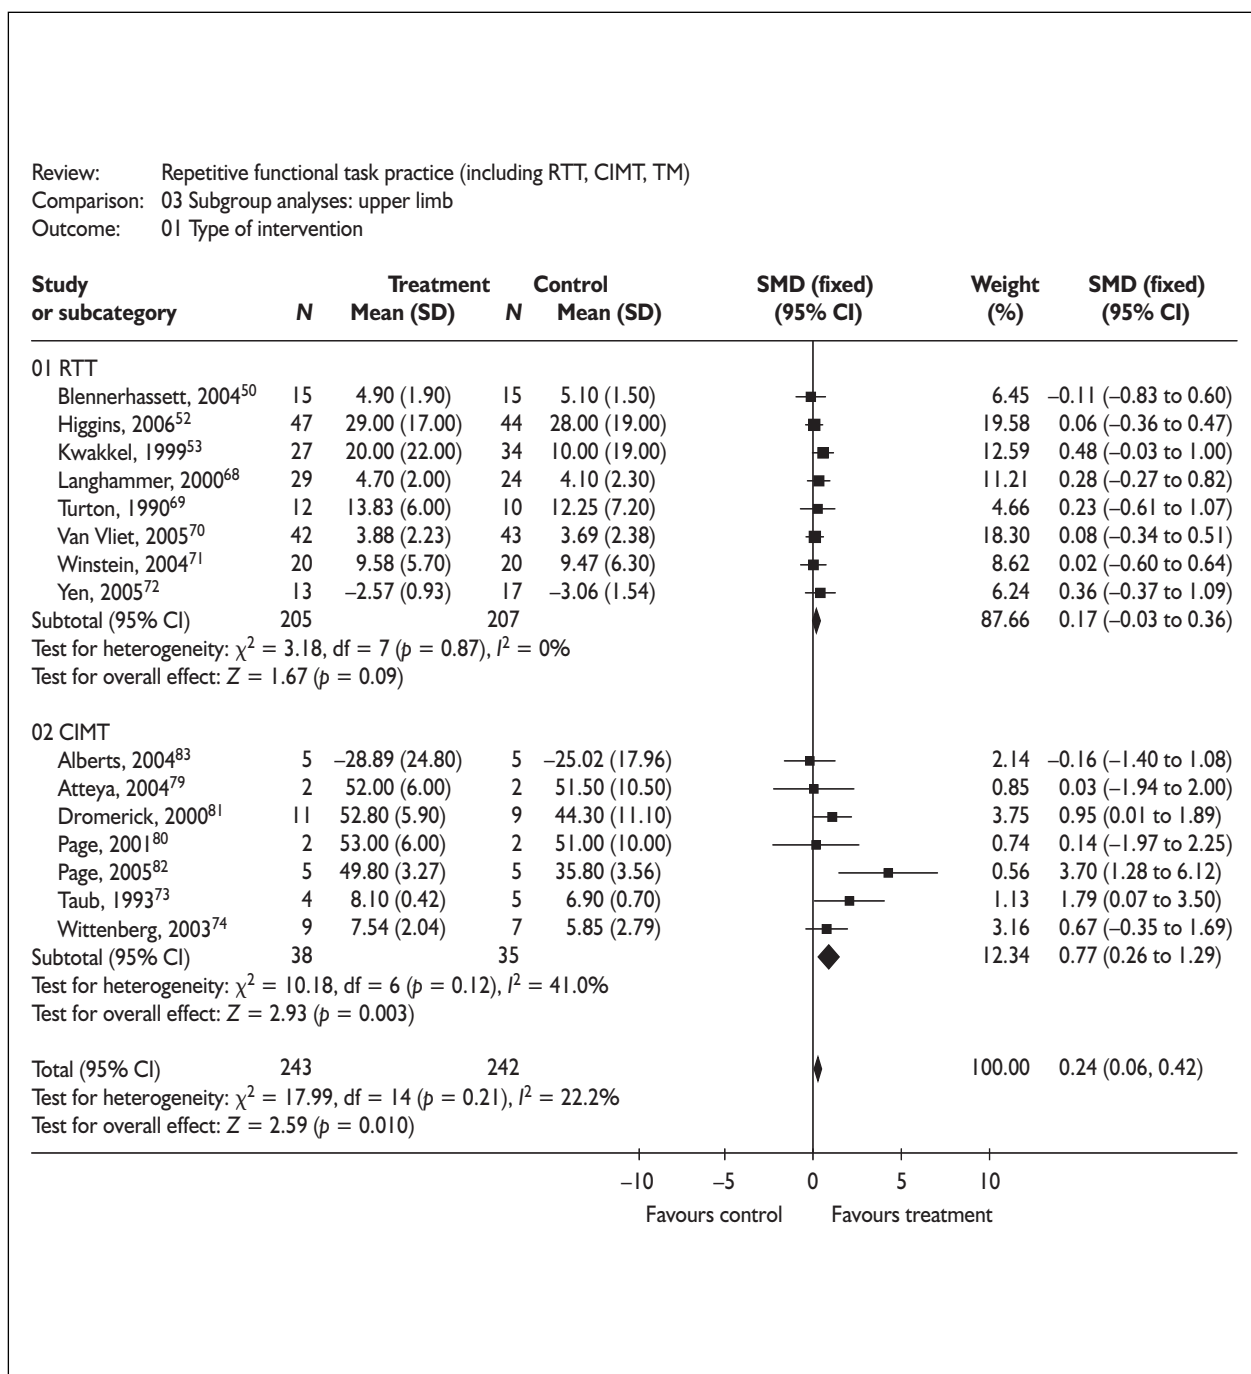 Review: Repetitive functional task practice (including RTT, CIMT, TM)
Comparison: 03 Subgroup analyses: upper limb
Outcome: 01 Type of intervention
Study Treatment Control SMD (fixed) Weight SMD (fixed)
or subcategory N Mean (SD) N Mean (SD) (95% CI) (%) (95% CI)
01 RTT
Blennerhassett, 2004⁵⁰ 15 4.90 (1.90) 15 5.10 (1.50) 6.45 –0.11 (–0.83 to 0.60)
Higgins, 2006⁵² 47 29.00 (17.00) 44 28.00 (19.00) 19.58 0.06 (–0.36 to 0.47)
Kwakkel, 1999⁵³ 27 20.00 (22.00) 34 10.00 (19.00) 12.59 0.48 (–0.03 to 1.00)
Langhammer, 2000⁶⁸ 29 4.70 (2.00) 24 4.10 (2.30) 11.21 0.28 (–0.27 to 0.82)
Turton, 1990⁶⁹ 12 13.83 (6.00) 10 12.25 (7.20) 4.66 0.23 (–0.61 to 1.07)
Van Vliet, 2005⁷⁰ 42 3.88 (2.23) 43 3.69 (2.38) 18.30 0.08 (–0.34 to 0.51)
Winstein, 2004⁷¹ 20 9.58 (5.70) 20 9.47 (6.30) 8.62 0.02 (–0.60 to 0.64)
Yen, 2005⁷² 13 –2.57 (0.93) 17 –3.06 (1.54) 6.24 0.36 (–0.37 to 1.09)
Subtotal (95% CI) 205 207 87.66 0.17 (–0.03 to 0.36)
Test for heterogeneity: χ² = 3.18, df = 7 (p = 0.87), I² = 0%
Test for overall effect: Z = 1.67 (p = 0.09)
02 CIMT
Alberts, 2004⁸³ 5 –28.89 (24.80) 5 –25.02 (17.96) 2.14 –0.16 (–1.40 to 1.08)
Atteya, 2004⁷⁹ 2 52.00 (6.00) 2 51.50 (10.50) 0.85 0.03 (–1.94 to 2.00)
Dromerick, 2000⁸¹ 11 52.80 (5.90) 9 44.30 (11.10) 3.75 0.95 (0.01 to 1.89)
Page, 2001⁸⁰ 2 53.00 (6.00) 2 51.00 (10.00) 0.74 0.14 (–1.97 to 2.25)
Page, 2005⁸² 5 49.80 (3.27) 5 35.80 (3.56) 0.56 3.70 (1.28 to 6.12)
Taub, 1993⁷³ 4 8.10 (0.42) 5 6.90 (0.70) 1.13 1.79 (0.07 to 3.50)
Wittenberg, 2003⁷⁴ 9 7.54 (2.04) 7 5.85 (2.79) 3.16 0.67 (–0.35 to 1.69)
Subtotal (95% CI) 38 35 12.34 0.77 (0.26 to 1.29)
Test for heterogeneity: χ² = 10.18, df = 6 (p = 0.12), I² = 41.0%
Test for overall effect: Z = 2.93 (p = 0.003)
Total (95% CI) 243 242 100.00 0.24 (0.06, 0.42)
Test for heterogeneity: χ² = 17.99, df = 14 (p = 0.21), I² = 22.2%
Test for overall effect: Z = 2.59 (p = 0.010)
–10 –5 0 5 10
Favours control Favours treatment